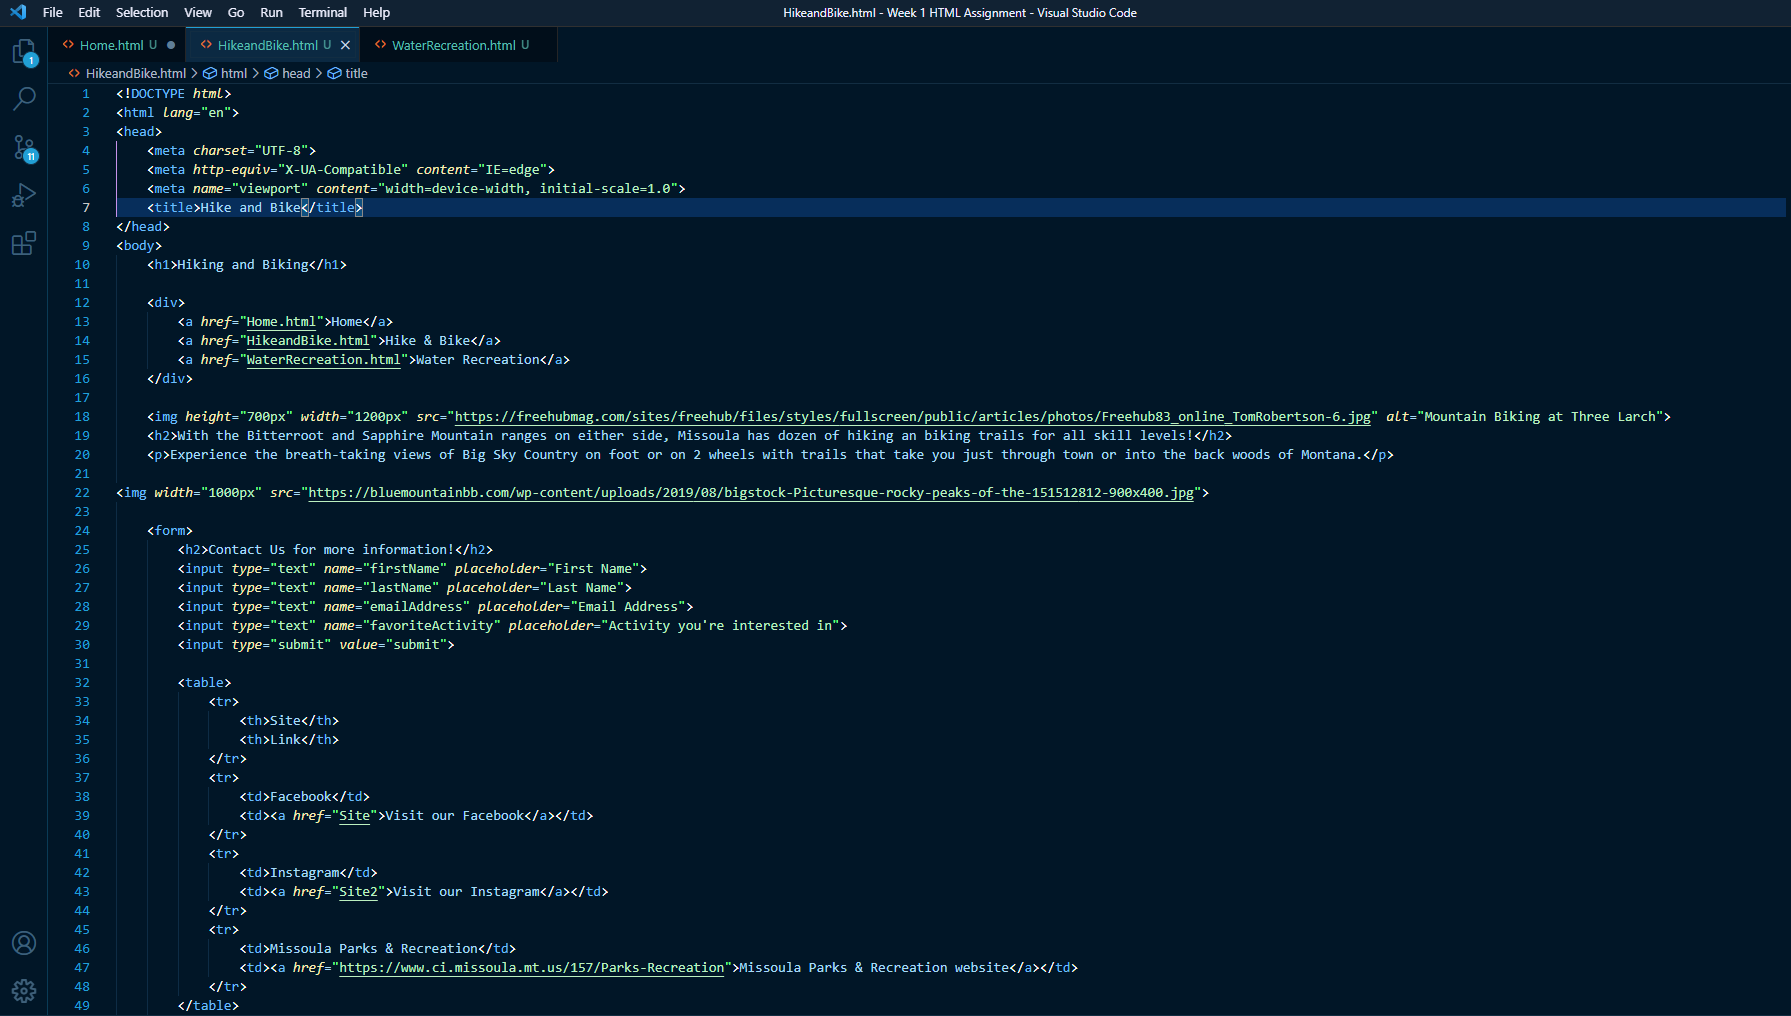 File Edit Selection View Go Run Terminal Help HikeandBike.html - Week 1 HTML Assignment - Visual Studio Code
Home.html U HikeandBike.html U WaterRecreation.html U
HikeandBike.html > html > head > title
1
11
1 <!DOCTYPE html>
2 <html lang="en">
3 <head>
4 <meta charset="UTF-8">
5 <meta http-equiv="X-UA-Compatible" content="IE=edge">
6 <meta name="viewport" content="width=device-width, initial-scale=1.0">
7 <title>Hike and Bike</title>
8 </head>
9 <body>
10 <h1>Hiking and Biking</h1>
11
12 <div>
13 <a href="Home.html">Home</a>
14 <a href="HikeandBike.html">Hike & Bike</a>
15 <a href="WaterRecreation.html">Water Recreation</a>
16 </div>
17
18 <img height="700px" width="1200px" src="https://freehubmag.com/sites/freehub/files/styles/fullscreen/public/articles/photos/Freehub83_online_TomRobertson-6.jpg" alt="Mountain Biking at Three Larch">
19 <h2>With the Bitterroot and Sapphire Mountain ranges on either side, Missoula has dozen of hiking an biking trails for all skill levels!</h2>
20 <p>Experience the breath-taking views of Big Sky Country on foot or on 2 wheels with trails that take you just through town or into the back woods of Montana.</p>
21
22 <img width="1000px" src="https://bluemountainbb.com/wp-content/uploads/2019/08/bigstock-Picturesque-rocky-peaks-of-the-151512812-900x400.jpg">
23
24 <form>
25 <h2>Contact Us for more information!</h2>
26 <input type="text" name="firstName" placeholder="First Name">
27 <input type="text" name="lastName" placeholder="Last Name">
28 <input type="text" name="emailAddress" placeholder="Email Address">
29 <input type="text" name="favoriteActivity" placeholder="Activity you're interested in">
30 <input type="submit" value="submit">
31
32 <table>
33 <tr>
34 <th>Site</th>
35 <th>Link</th>
36 </tr>
37 <tr>
38 <td>Facebook</td>
39 <td><a href="Site">Visit our Facebook</a></td>
40 </tr>
41 <tr>
42 <td>Instagram</td>
43 <td><a href="Site2">Visit our Instagram</a></td>
44 </tr>
45 <tr>
46 <td>Missoula Parks & Recreation</td>
47 <td><a href="https://www.ci.missoula.mt.us/157/Parks-Recreation">Missoula Parks & Recreation website</a></td>
48 </tr>
49 </table>